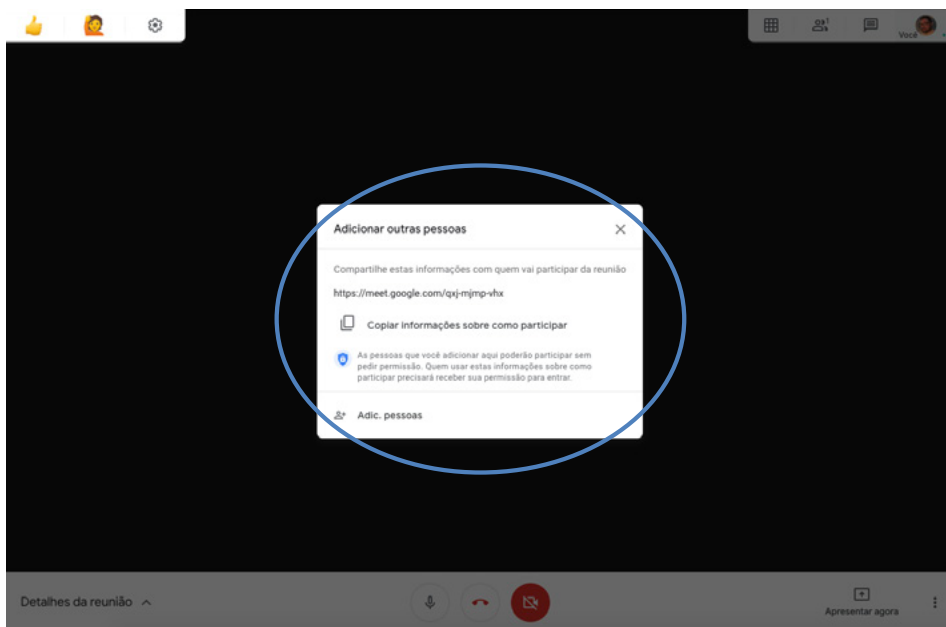 Você
Adicionar outras pessoas
Compartilhe estas informações com quem vai participar da reunião
https://meet.google.com/qxj-mjmp-vhx
Copiar informações sobre como participar
As pessoas que você adicionar aqui poderão participar sem
pedir permissão. Quem usar estas informações sobre como
participar precisará receber sua permissão para entrar.
Adic. pessoas
Detalhes da reunião
Apresentar agora